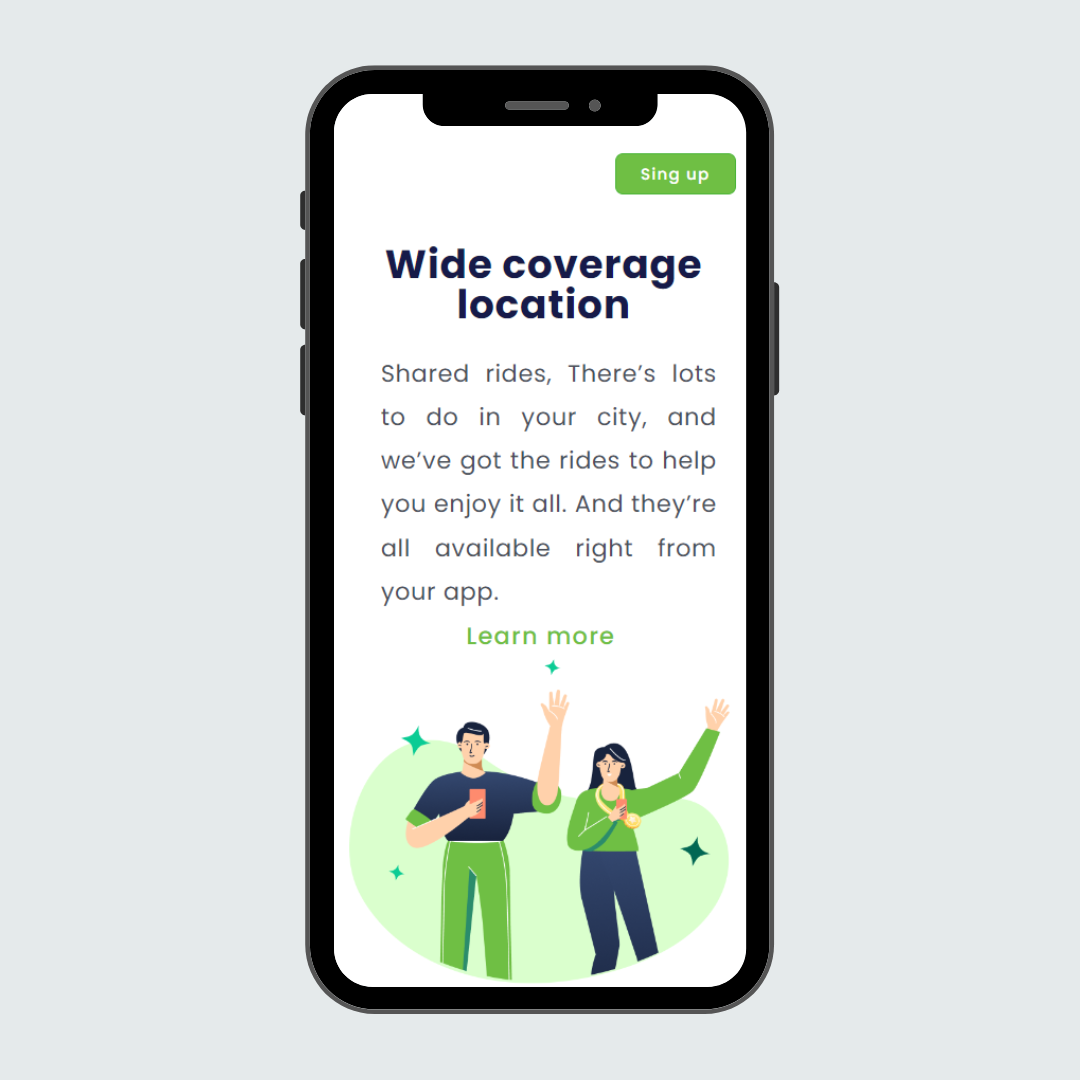 Sing up
Wide coverage
location
Shared rides, There’s lots
to do in your city, and
we’ve got the rides to help
you enjoy it all. And they’re
all available right from
your app.
Learn more